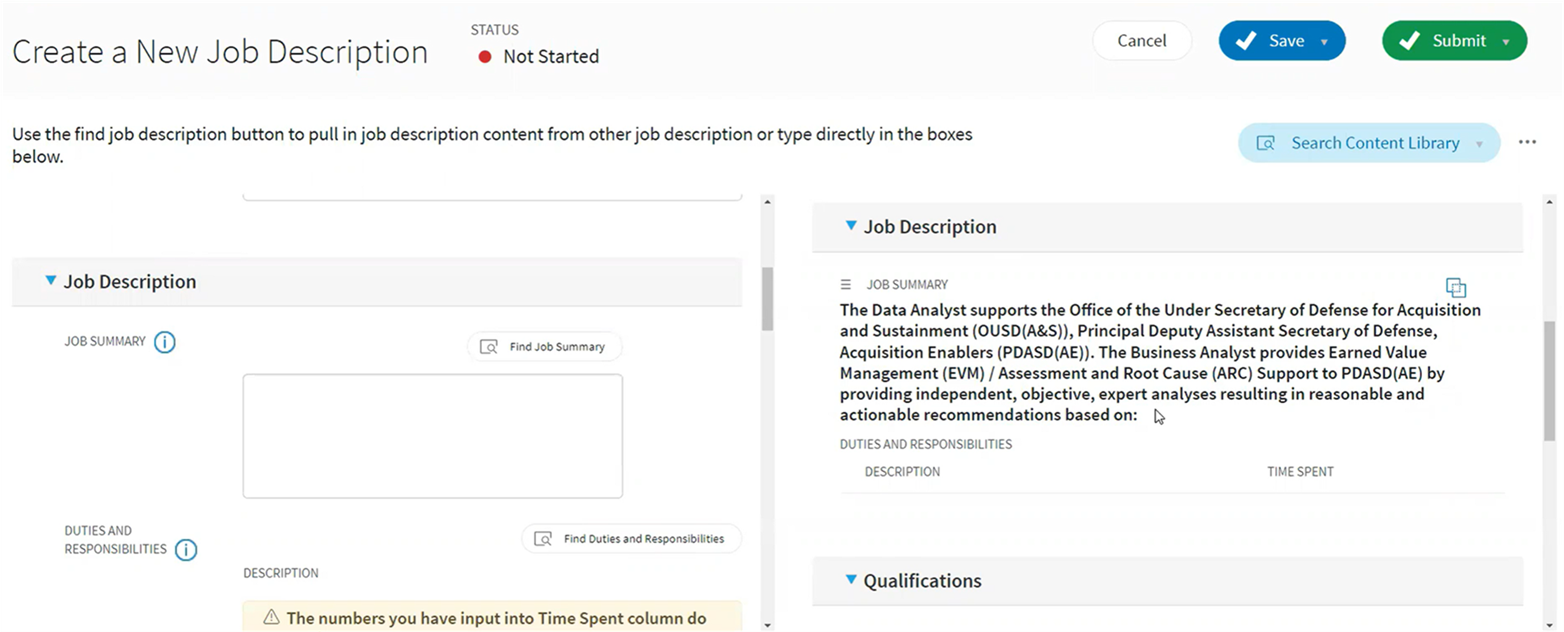 Create a New Job Description
STATUS
Not Started
Cancel
Save
Submit
Use the find job description button to pull in job description content from other job description or type directly in the boxes
below.
Search Content Library
Job Description
JOB SUMMARY
Find Job Summary
DUTIES AND
RESPONSIBILITIES
Find Duties and Responsibilities
DESCRIPTION
The numbers you have input into Time Spent column do
Job Description
JOB SUMMARY
The Data Analyst supports the Office of the Under Secretary of Defense for Acquisition
and Sustainment (OUSD(A&S)), Principal Deputy Assistant Secretary of Defense,
Acquisition Enablers (PDASD(AE)). The Business Analyst provides Earned Value
Management (EVM) / Assessment and Root Cause (ARC) Support to PDASD(AE) by
providing independent, objective, expert analyses resulting in reasonable and
actionable recommendations based on:
DUTIES AND RESPONSIBILITIES
DESCRIPTION TIME SPENT
Qualifications